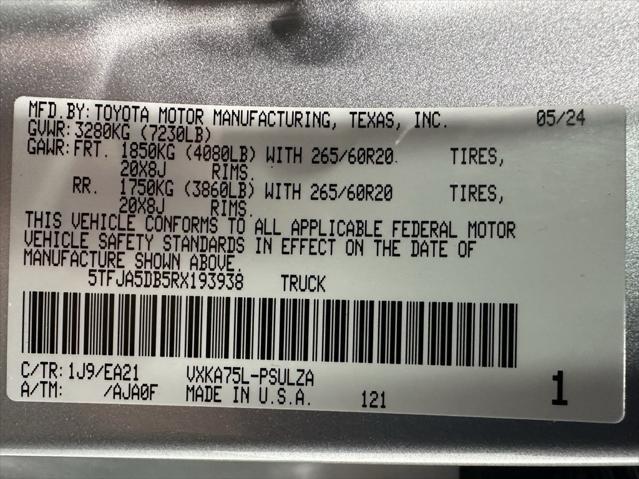 MFD.BY: TOYOTA MOTOR MANUFACTURING, TEXAS, INC. 05/24
GVWR: 3280KG (7230LB)
GAWR: FRT. 1850KG (4080LB) WITH 265/60R20 TIRES,
20X8J RIMS.
RR. 1750KG (3860LB) WITH 265/60R20 TIRES,
20X8J RIMS.
THIS VEHICLE CONFORMS TO ALL APPLICABLE FEDERAL MOTOR
VEHICLE SAFETY STANDARDS IN EFFECT ON THE DATE OF
MANUFACTURE SHOWN ABOVE.
5TFJA5DB5RX193938 TRUCK
C/TR: 1J9/EA21 VXKA75L-PSULZA
A/TM: /AJA0F MADE IN U.S.A. 121 1